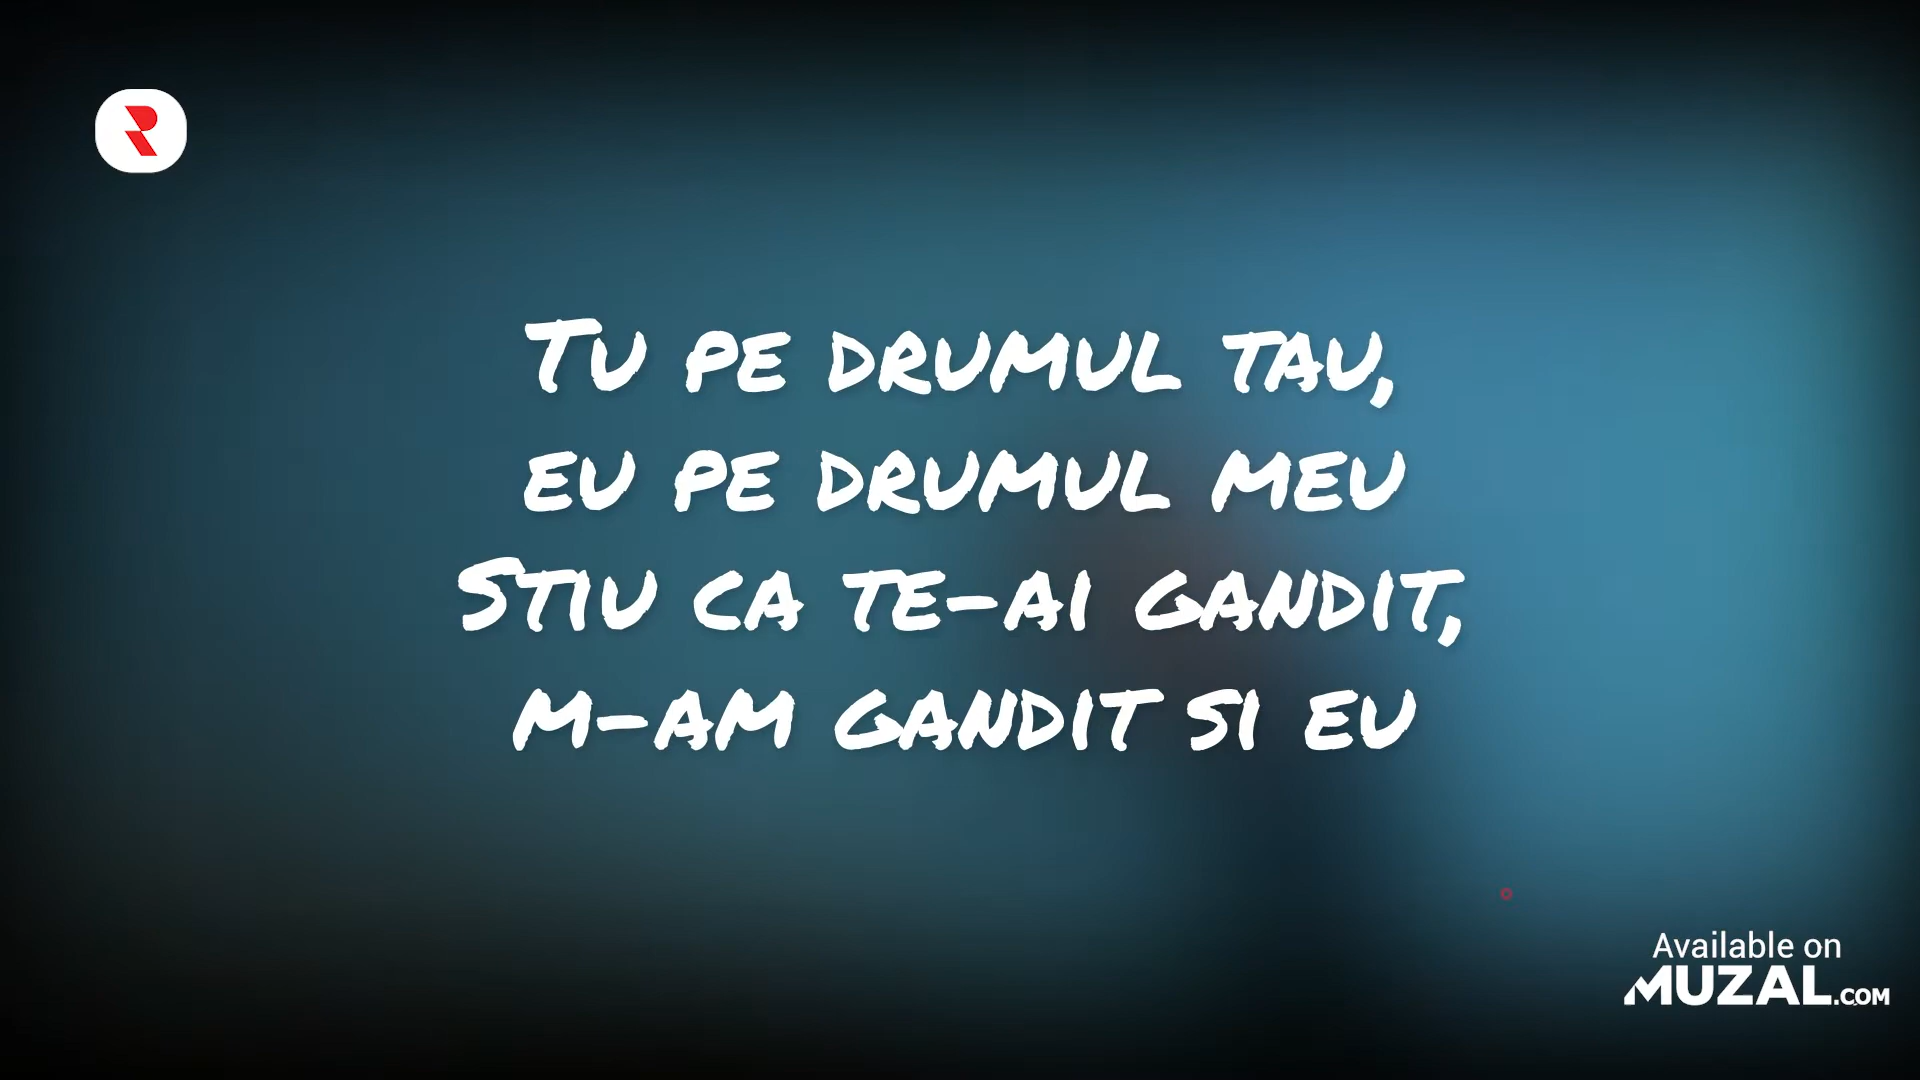 Tu pe drumul tau,
eu pe drumul meu
Stiu ca te-ai gandit,
m-am gandit si eu
R
Available on
MUZAL.COM